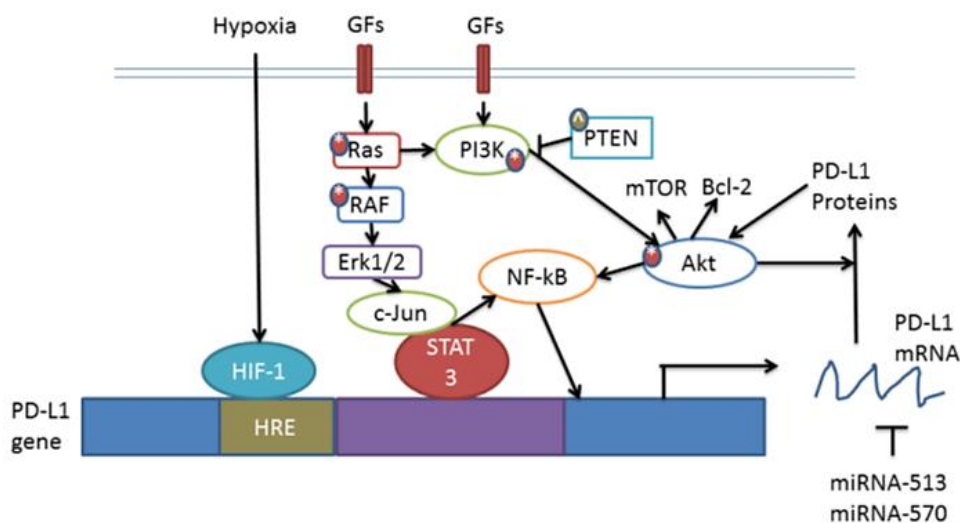 Hypoxia
GFs
GFs
Ras
PI3K
PTEN
RAF
mTOR
Bcl-2
PD-L1
Proteins
Erk1/2
NF-kB
Akt
c-Jun
STAT
3
HIF-1
PD-L1
mRNA
PD-L1
gene
HRE
miRNA-513
miRNA-570